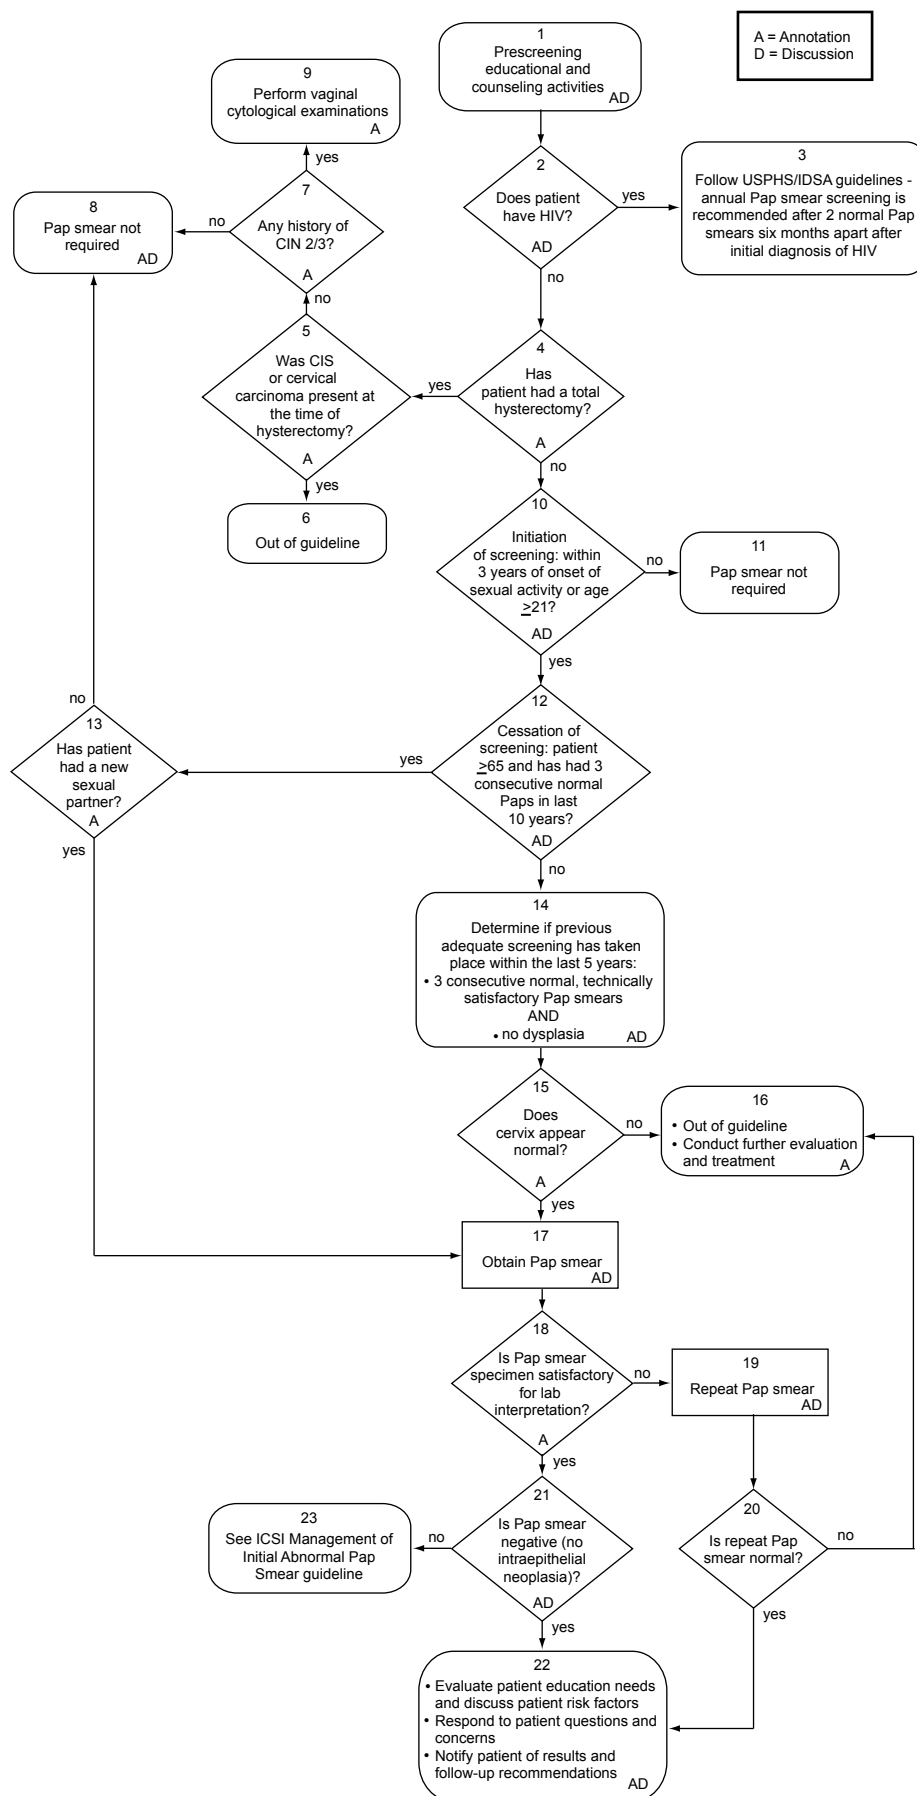 A = Annotation
D = Discussion
1
Prescreening
educational and
counseling activities
AD
2
Does patient
have HIV?
AD
yes
no
3
Follow USPHS/IDSA guidelines -
annual Pap smear screening is
recommended after 2 normal Pap
smears six months apart after
initial diagnosis of HIV
4
Has
patient had a total
hysterectomy?
A
yes
no
5
Was CIS
or cervical
carcinoma present
at the time of
hysterectomy?
A
no
yes
6
Out of guideline
7
Any history of
CIN 2/3?
A
no
yes
8
Pap smear not
required
AD
9
Perform vaginal
cytological examinations
A
10
Initiation
of screening: within
3 years of onset of
sexual activity or age
≥21?
AD
no
yes
11
Pap smear not
required
12
Cessation of
screening: patient
≥65 and has had 3
consecutive normal
Paps in last
10 years?
AD
yes
no
13
Has patient
had a new
sexual
partner?
A
no
yes
14
Determine if previous
adequate screening has taken
place within the last 5 years:
• 3 consecutive normal, technically
satisfactory Pap smears
AND
• no dysplasia
AD
15
Does
cervix appear
normal?
A
no
yes
16
• Out of guideline
• Conduct further evaluation
and treatment
A
17
Obtain Pap smear
AD
18
Is Pap smear
specimen satisfactory
for lab
interpretation?
A
no
yes
19
Repeat Pap smear
AD
20
Is repeat Pap
smear normal?
no
yes
21
Is Pap smear
negative (no
intraepithelial
neoplasia)?
AD
no
yes
23
See ICSI Management of
Initial Abnormal Pap
Smear guideline
22
• Evaluate patient education needs
and discuss patient risk factors
• Respond to patient questions and
concerns
• Notify patient of results and
follow-up recommendations
AD